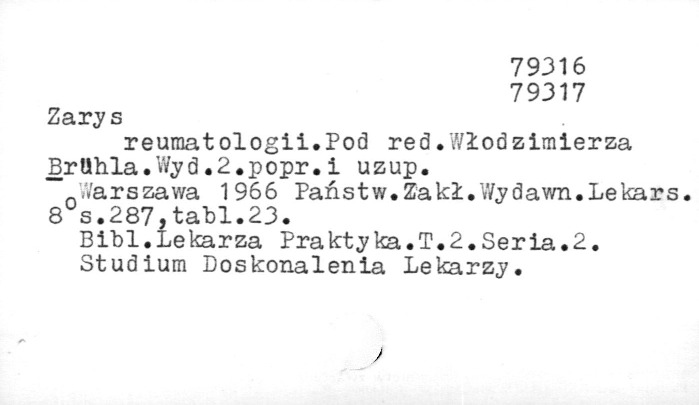 79316
79317
Zarys
reumatologii.Pod red.Włodzimierza
Brühla.Wyd.2.popr.i uzup.
Warszawa 1966 Państw.Zakł.Wydawn.Lekars.
8° s.287,tabl.23.
Bibl.Lekarza Praktyka.T.2.Seria.2.
Studium Doskonalenia Lekarzy.